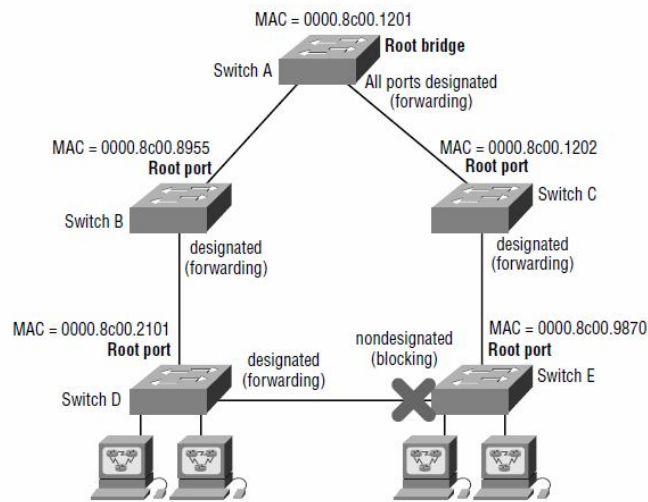 MAC = 0000.8c00.1201
Root bridge
Switch A
All ports designated
(forwarding)
MAC = 0000.8c00.8955
Root port
MAC = 0000.8c00.1202
Root port
Switch B
Switch C
designated
(forwarding)
designated
(forwarding)
MAC = 0000.8c00.2101
Root port
designated
(forwarding)
nondesignated
(blocking)
MAC = 0000.8c00.9870
Root port
Switch D
Switch E